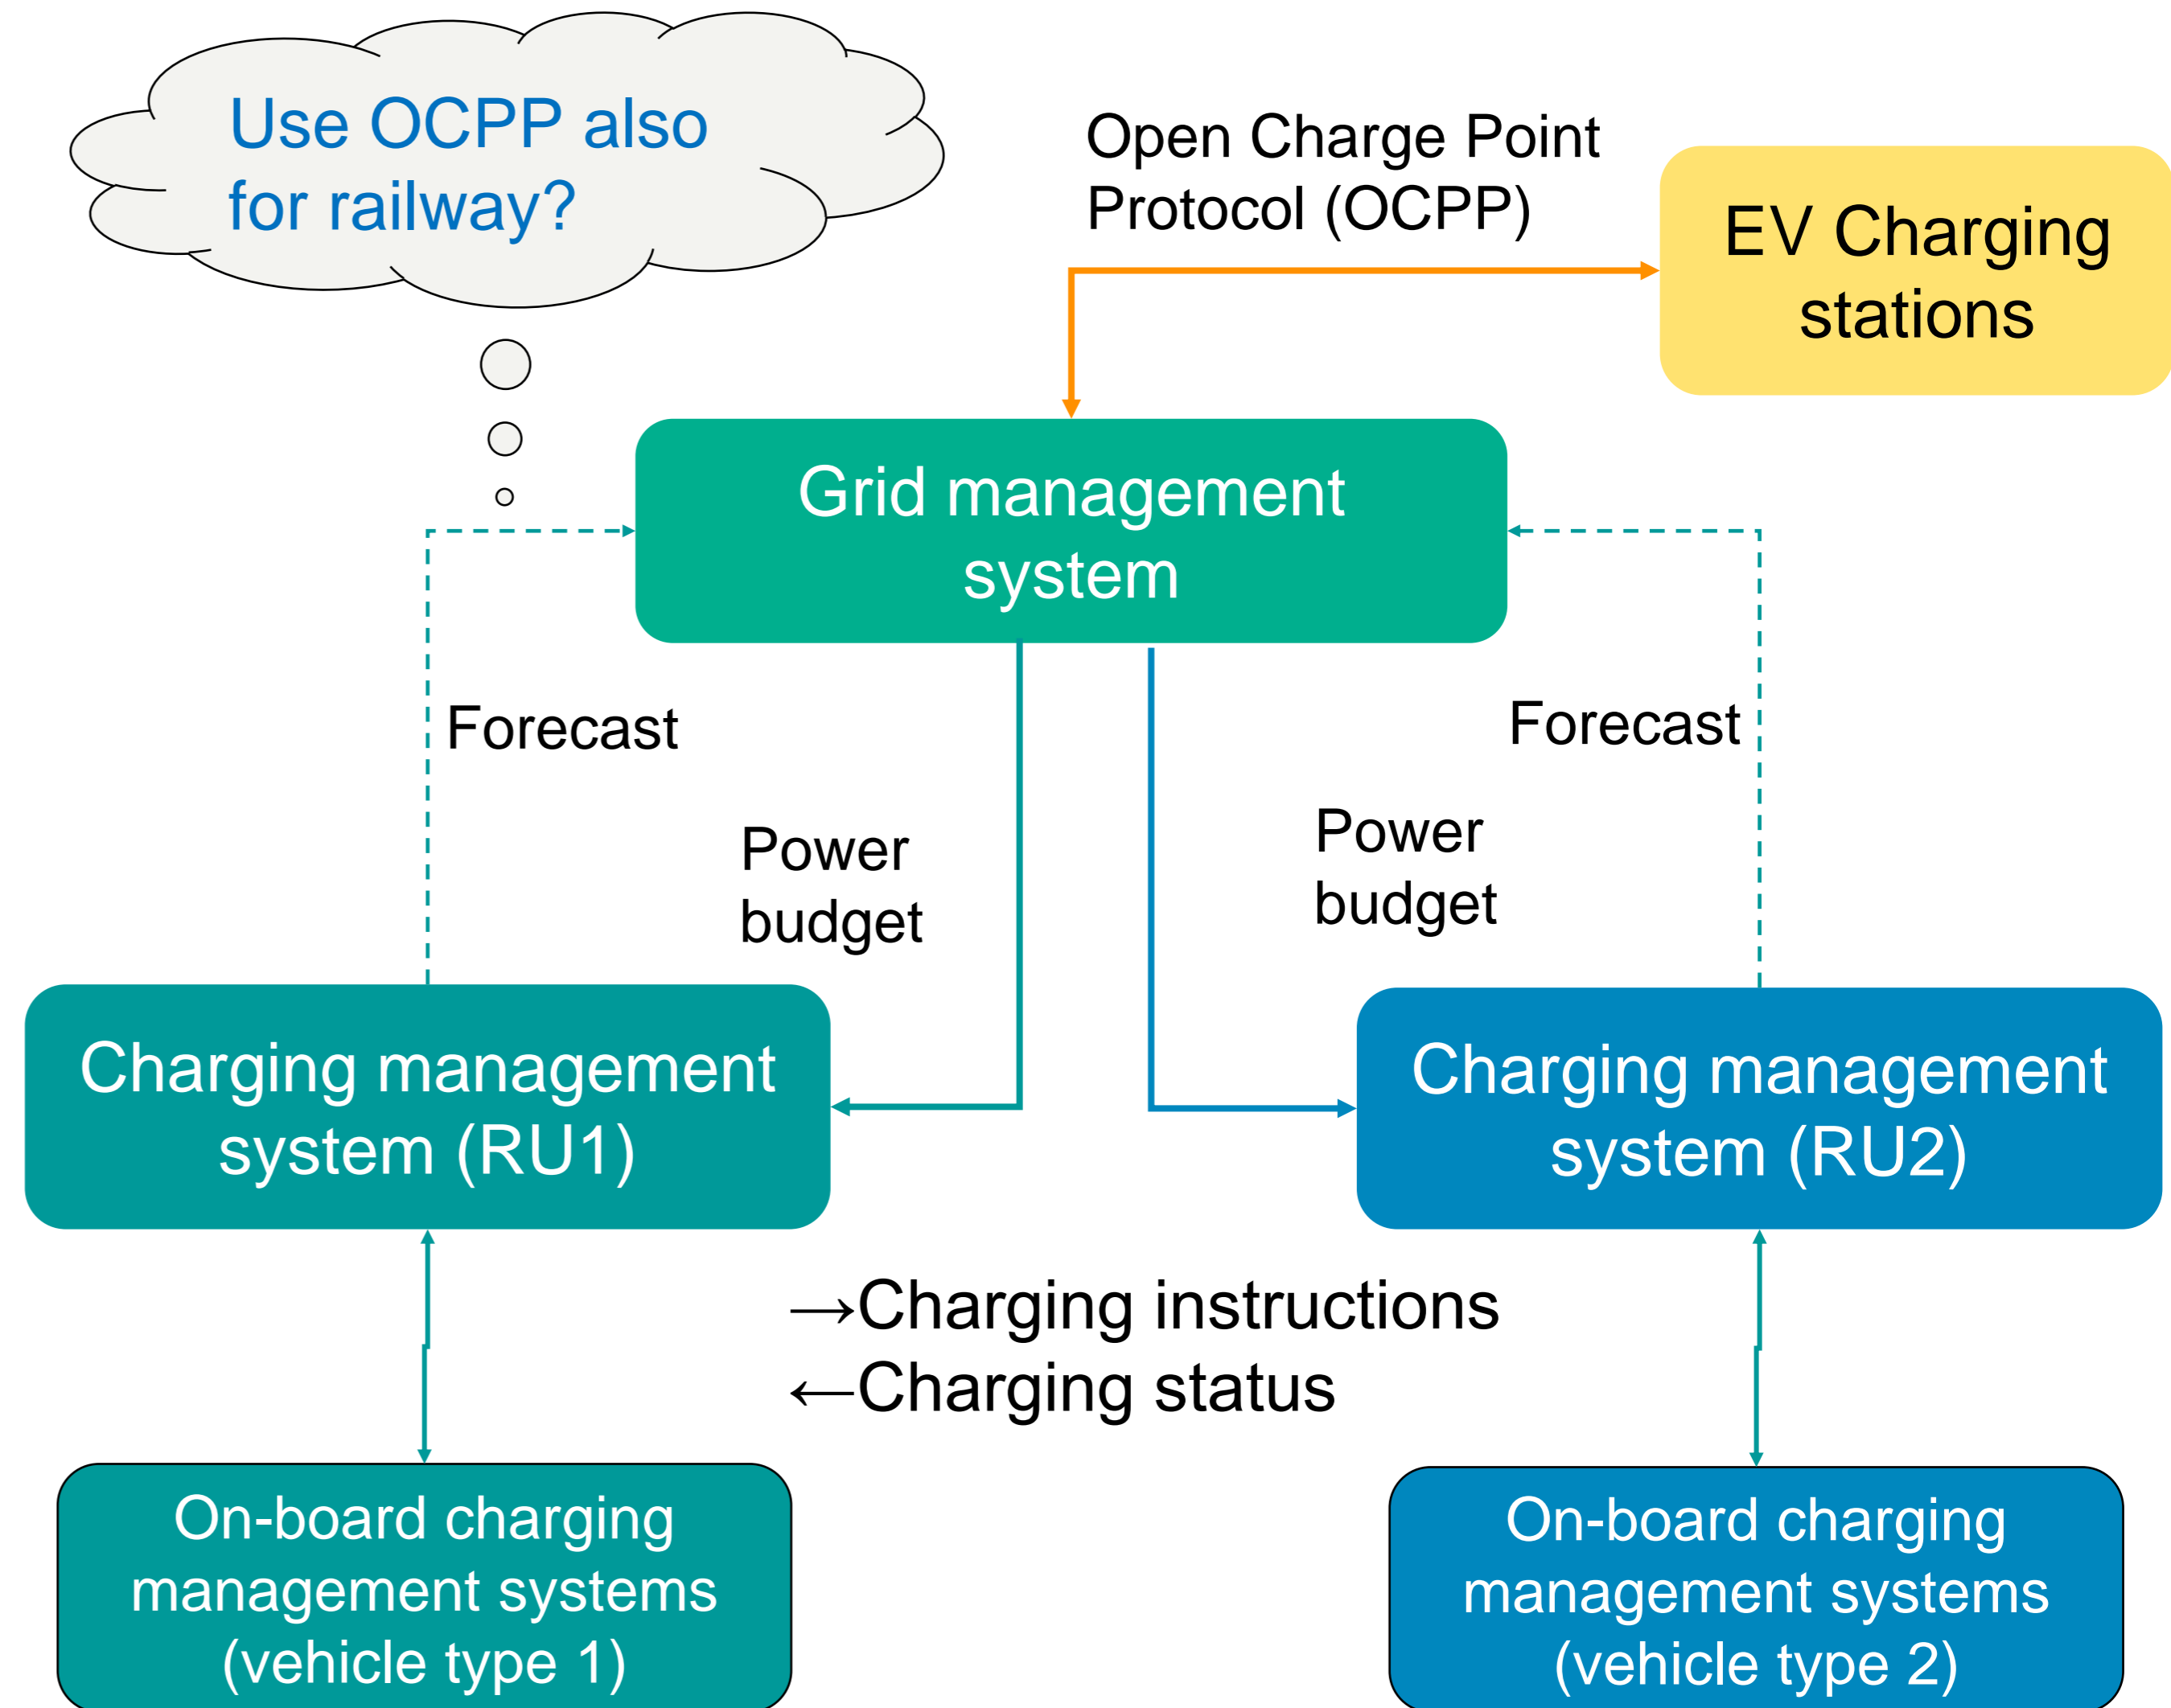 Use OCPP also
for railway?
Open Charge Point
Protocol (OCPP)
EV Charging
stations
Grid management
system
Forecast
Forecast
Power
budget
Power
budget
Charging management
system (RU1)
Charging management
system (RU2)
→Charging instructions
←Charging status
On-board charging
management systems
(vehicle type 1)
On-board charging
management systems
(vehicle type 2)